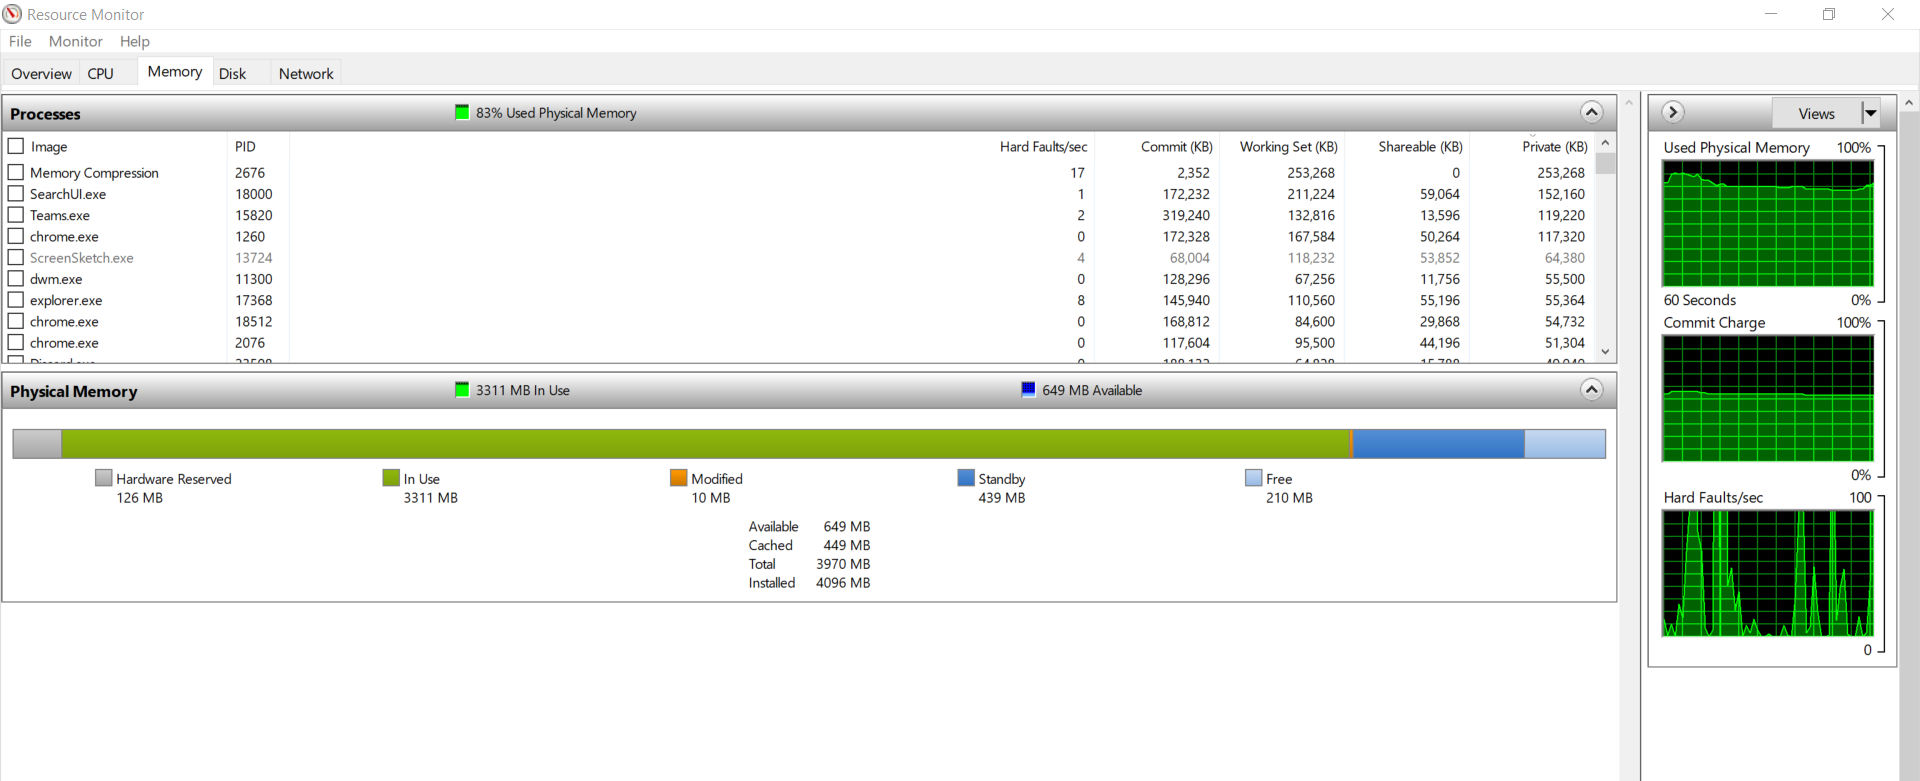 Resource Monitor
File Monitor Help
Overview CPU Memory Disk Network
Processes 83% Used Physical Memory
Image PID Hard Faults/sec Commit (KB) Working Set (KB) Shareable (KB) Private (KB)
Memory Compression 2676 17 2,352 253,268 0 253,268
SearchUI.exe 18000 1 172,232 211,224 59,064 152,160
Teams.exe 15820 2 319,240 132,816 13,596 119,220
chrome.exe 1260 0 172,328 167,584 50,264 117,320
ScreenSketch.exe 13724 4 68,004 118,232 53,852 64,380
dwm.exe 11300 0 128,296 67,256 11,756 55,500
explorer.exe 17368 8 145,940 110,560 55,196 55,364
chrome.exe 18512 0 168,812 84,600 29,868 54,732
chrome.exe 2076 0 117,604 95,500 44,196 51,304
Physical Memory 3311 MB In Use 649 MB Available
Hardware Reserved In Use Modified Standby Free
126 MB 3311 MB 10 MB 439 MB 210 MB
Available 649 MB
Cached 449 MB
Total 3970 MB
Installed 4096 MB
Views
Used Physical Memory 100%
60 Seconds 0%
Commit Charge 100%
0%
Hard Faults/sec 100
0